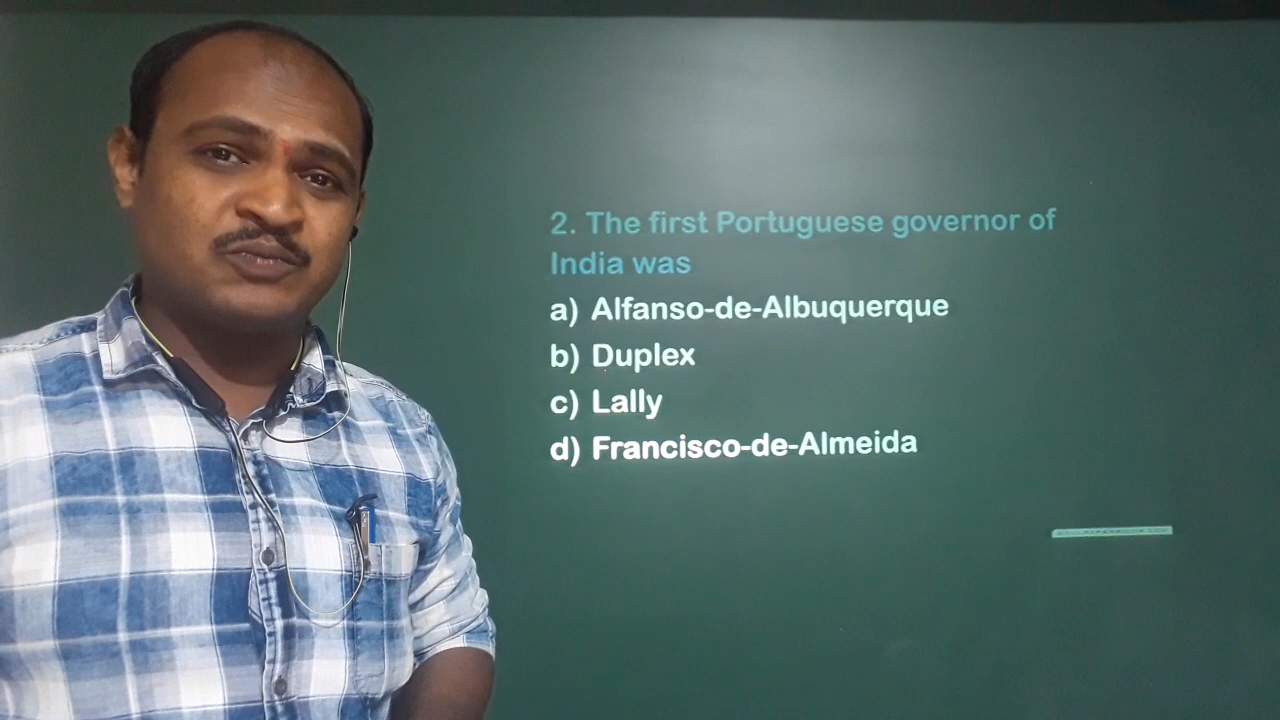 2. The first Portuguese governor of
India was
a) Alfanso-de-Albuquerque
b) Duplex
c) Lally
d) Francisco-de-Almeida